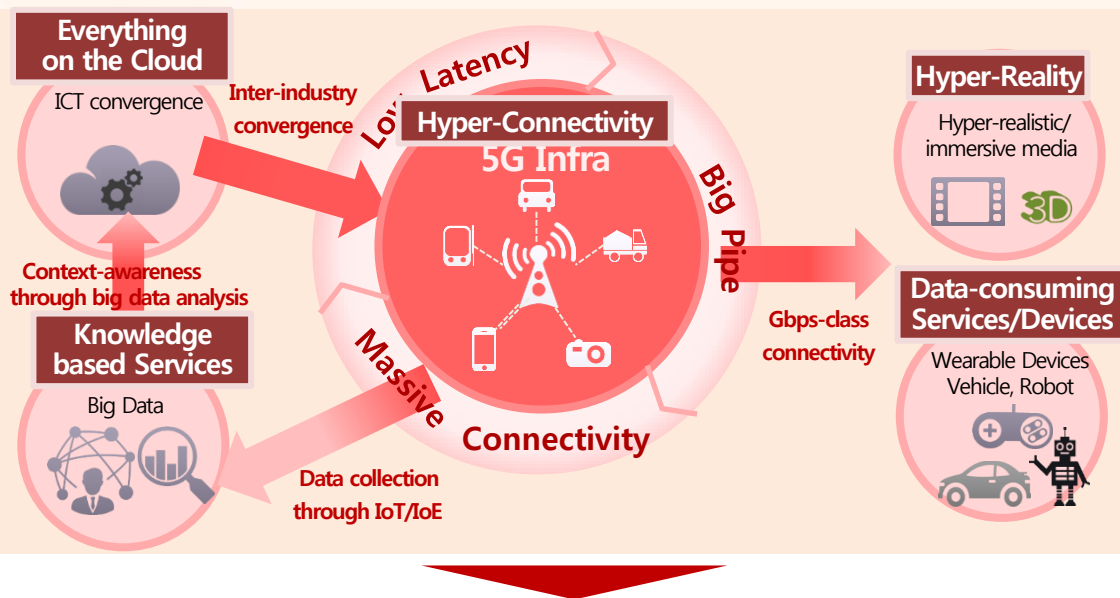 Everything
on the Cloud
ICT convergence
Inter-industry
convergence
Low Latency
Hyper-Connectivity
5G Infra
Big Pipe
Massive
Connectivity
Context-awareness
through big data analysis
Knowledge
based Services
Big Data
Data collection
through IoT/IoE
Gbps-class
connectivity
Hyper-Reality
Hyper-realistic/
immersive media
3D
Data-consuming
Services/Devices
Wearable Devices
Vehicle, Robot